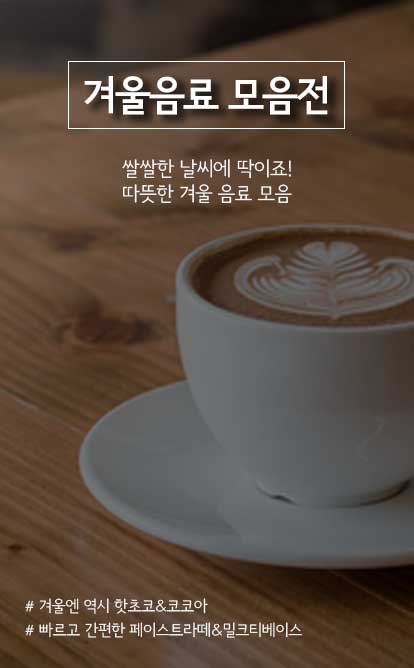 겨울음료 모음전
쌀쌀한 날씨에 딱이죠!
따뜻한 겨울 음료 모음
# 겨울엔 역시 핫초코&코코아
# 빠르고 간편한 페이스트라떼&밀크티베이스